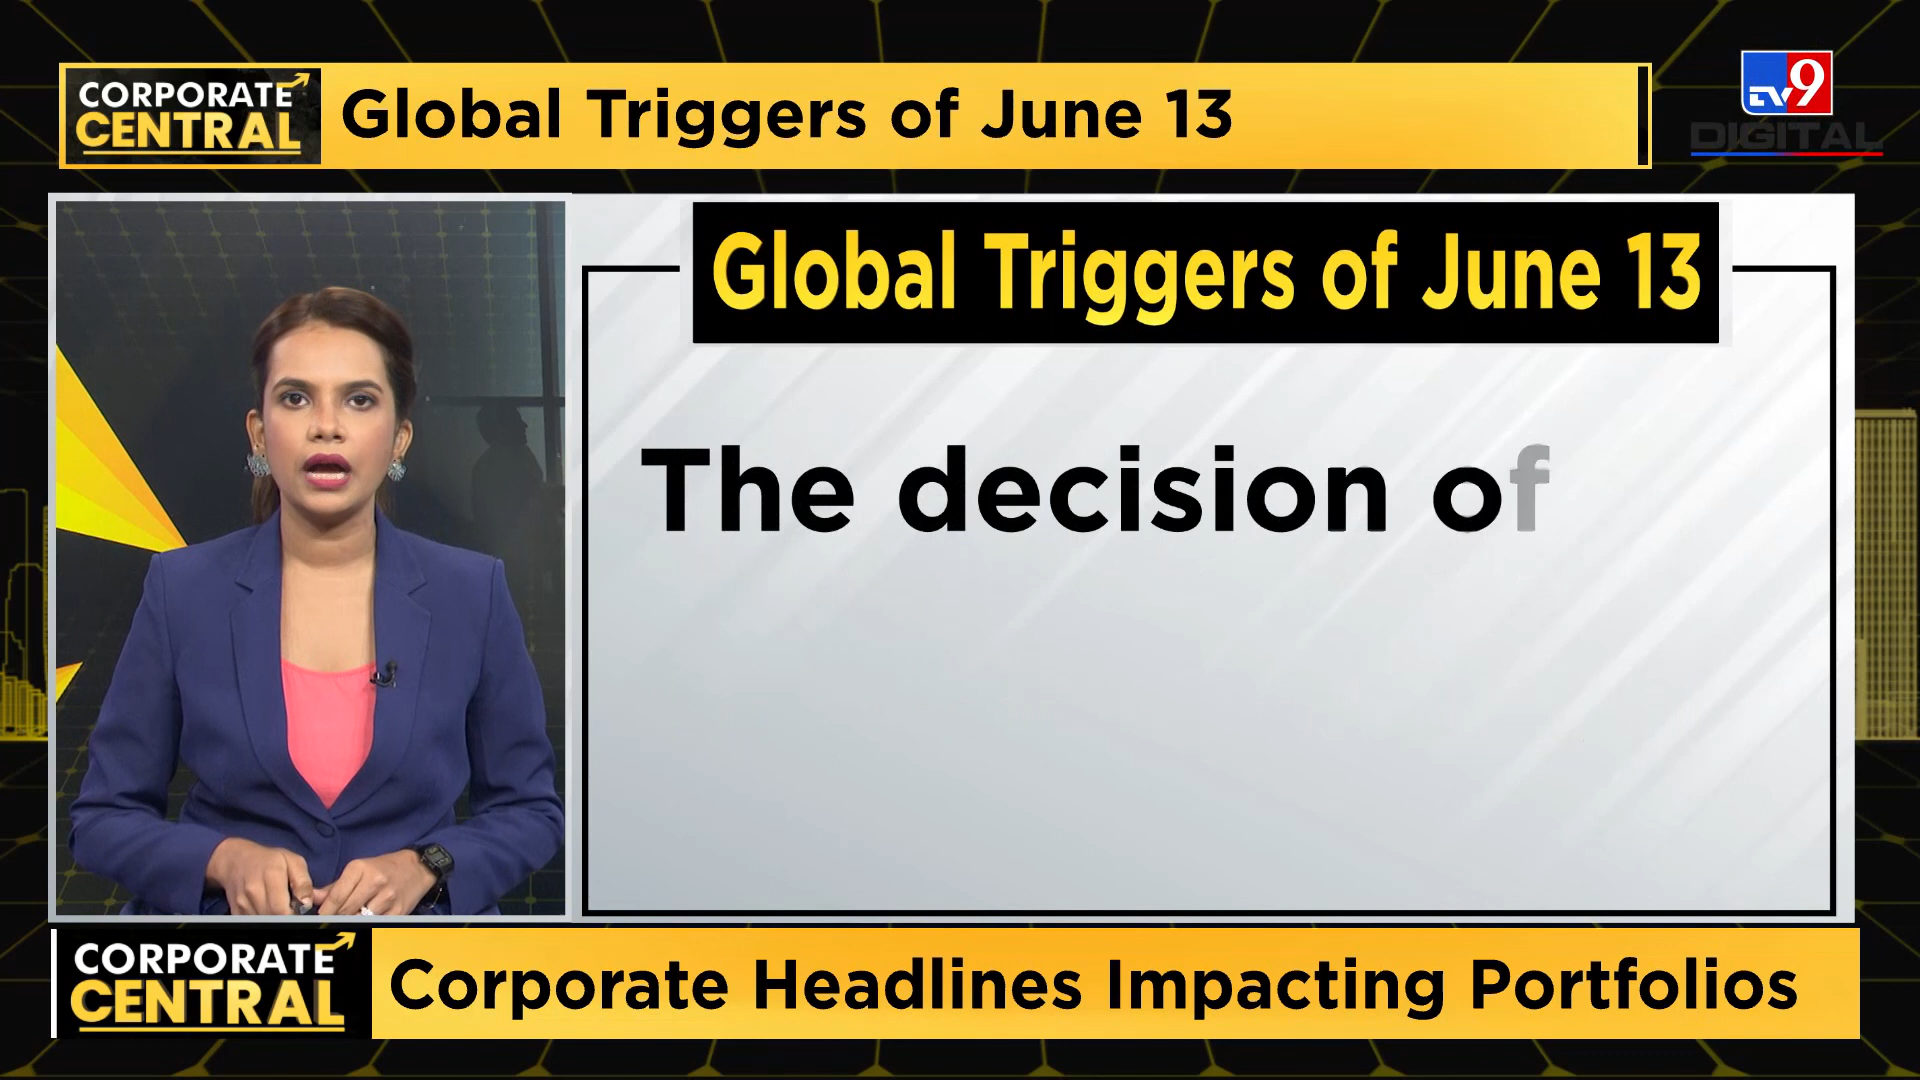 CORPORATE
CENTRAL
Global Triggers of June 13
TV9
DIGITAL
Global Triggers of June 13
The decision of
CORPORATE
CENTRAL
Corporate Headlines Impacting Portfolios